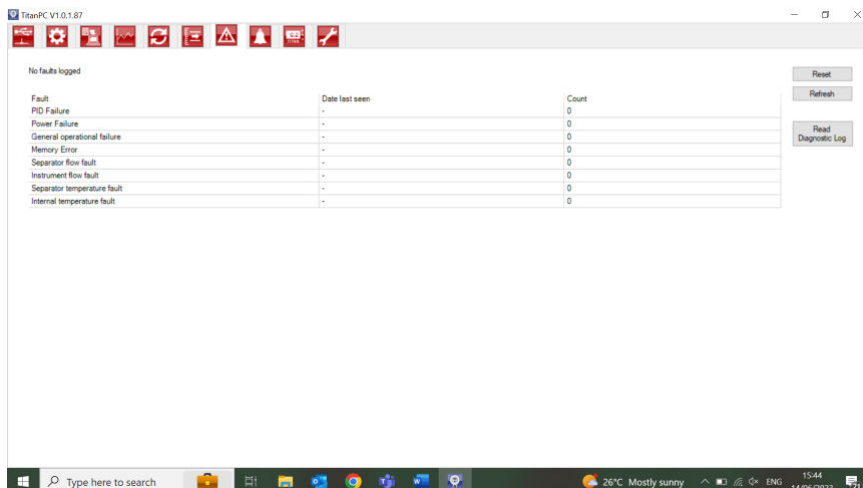 TitanPC V1.0.1.87
No faults logged
Reset
Refresh
Read
Diagnostic Log
Fault Date last seen Count
PID Failure - 0
Power Failure - 0
General operational failure - 0
Memory Error - 0
Separator flow fault - 0
Instrument flow fault - 0
Separator temperature fault - 0
Internal temperature fault - 0
Type here to search
26°C Mostly sunny
ENG
15:44
14/06/2023